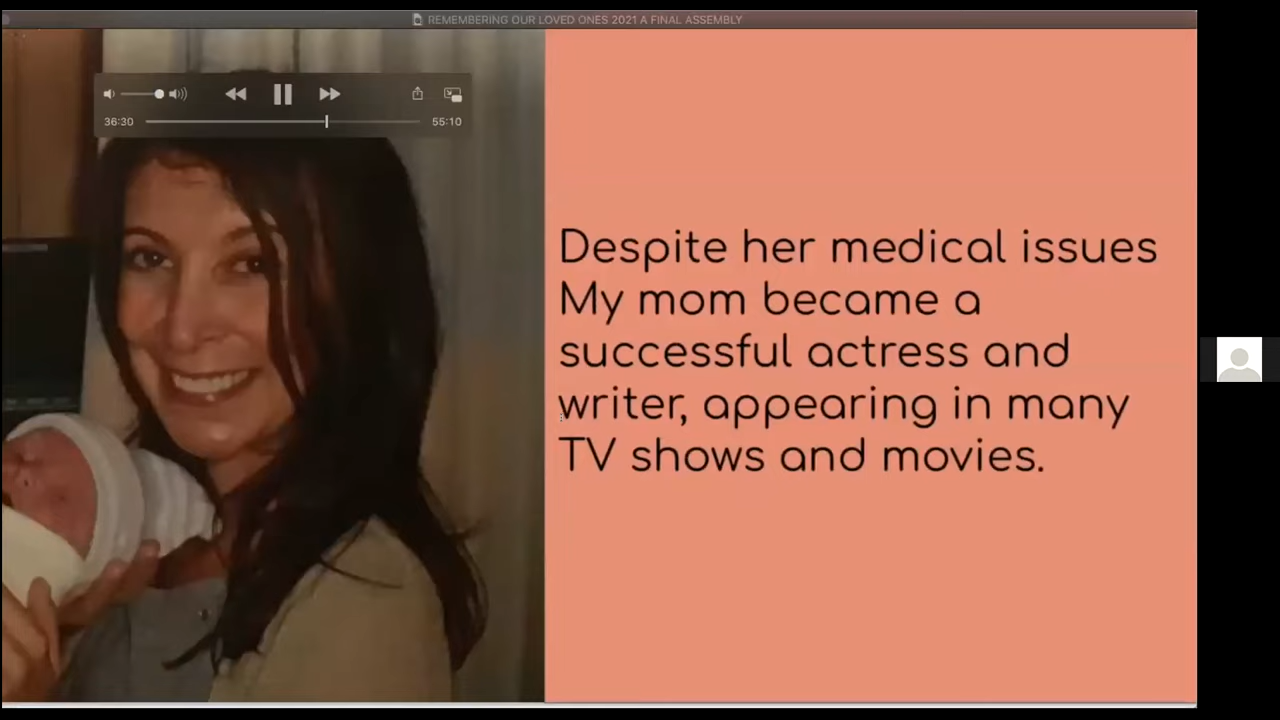 REMEMBERING OUR LOVED ONES 2021 A FINAL ASSEMBLY
36:30
55:10
Despite her medical issues
My mom became a
successful actress and
writer, appearing in many
TV shows and movies.